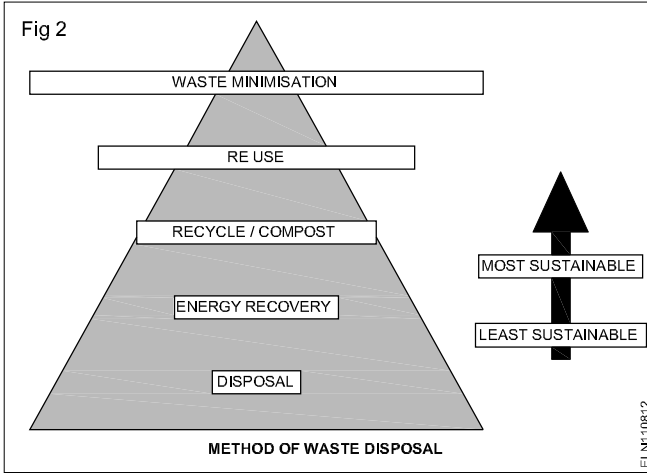 Fig 2
WASTE MINIMISATION
RE USE
RECYCLE / COMPOST
ENERGY RECOVERY
DISPOSAL
MOST SUSTAINABLE
LEAST SUSTAINABLE
METHOD OF WASTE DISPOSAL
ELN110812